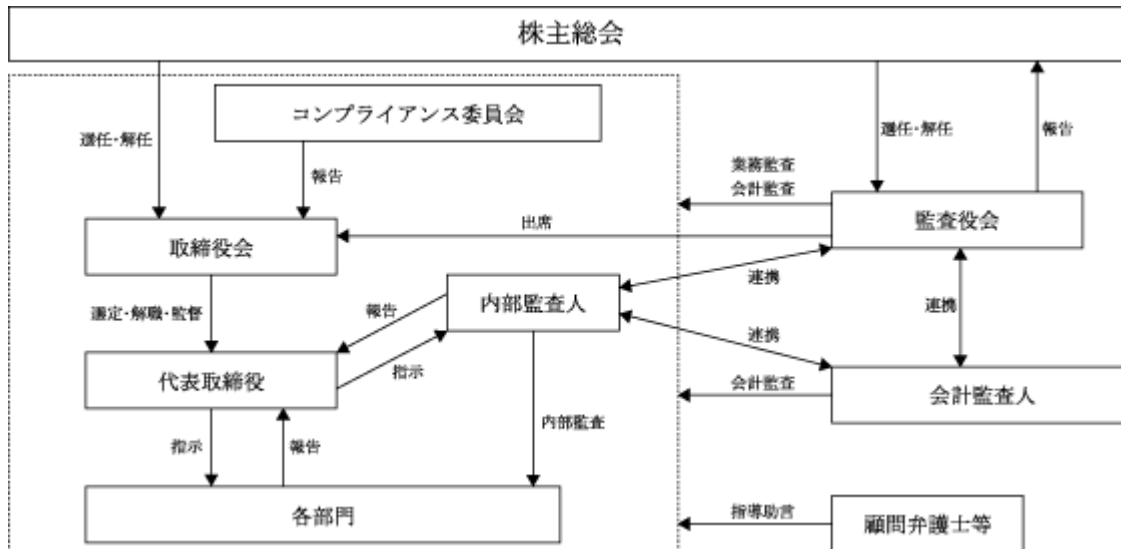 株主総会
コンプライアンス委員会
選任・解任
報告
選任・解任
報告
業務監査
会計監査
取締役会
出席
監査役会
選定・解職・監督
報告
内部監査人
連携
連携
連携
代表取締役
指示
会計監査
会計監査人
指示
報告
内部監査
各部門
指導助言
顧問弁護士等